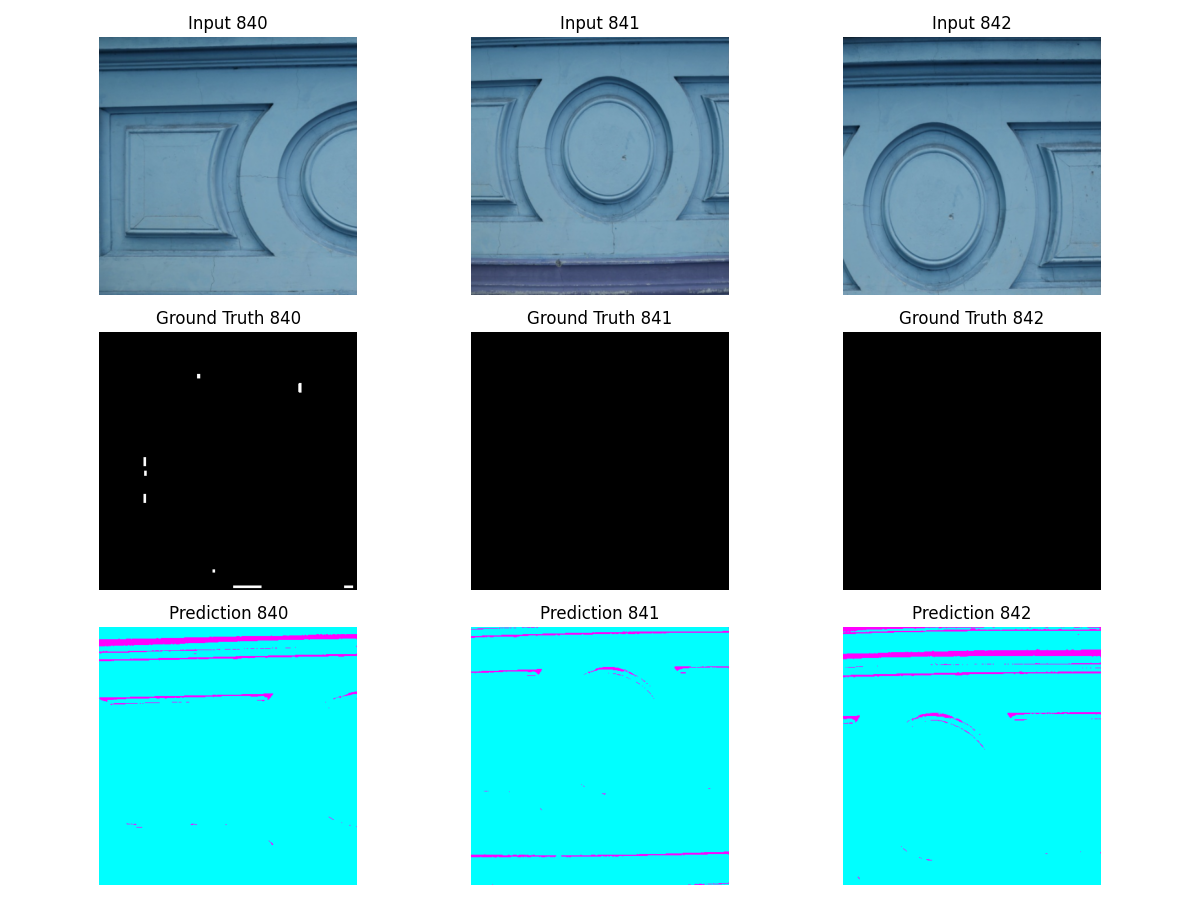 Input 840
Input 841
Input 842
Ground Truth 840
Ground Truth 841
Ground Truth 842
Prediction 840
Prediction 841
Prediction 842